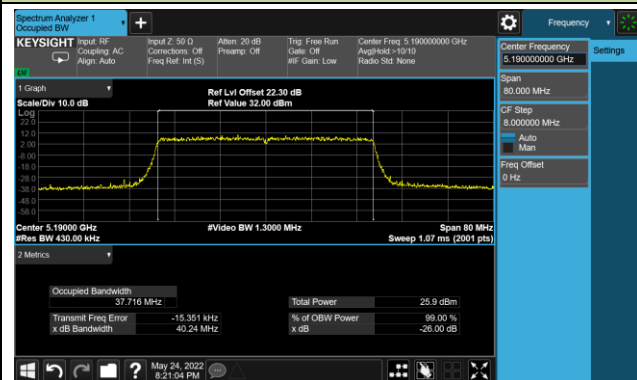 Spectrum Analyzer 1
Occupied BW
Frequency
KEYSIGHT
Input: RF
Coupling: AC
Align: Auto
Input Z: 50 Ω
Corrections: Off
Freq Ref: Int (S)
Atten: 20 dB
Preamp: Off
Trig: Free Run
Gate: Off
#IF Gain: Low
Center Freq: 5.190000000 GHz
Avg|Hold:>10/10
Radio Std: None
Center Frequency
5.190000000 GHz
Settings
Span
80.000 MHz
CF Step
8.000000 MHz
Auto
Man
Freq Offset
0 Hz
1 Graph
Scale/Div 10.0 dB
Ref Lvl Offset 22.30 dB
Ref Value 32.00 dBm
Log
22.0
12.0
2.00
-8.00
-18.0
-28.0
-38.0
-48.0
-58.0
Center 5.19000 GHz
#Res BW 430.00 kHz
#Video BW 1.3000 MHz
Span 80 MHz
Sweep 1.07 ms (2001 pts)
2 Metrics
Occupied Bandwidth
37.716 MHz
Total Power 25.9 dBm
Transmit Freq Error -15.351 kHz
% of OBW Power 99.00 %
x dB Bandwidth 40.24 MHz
x dB -26.00 dB
?
May 24, 2022
8:21:04 PM